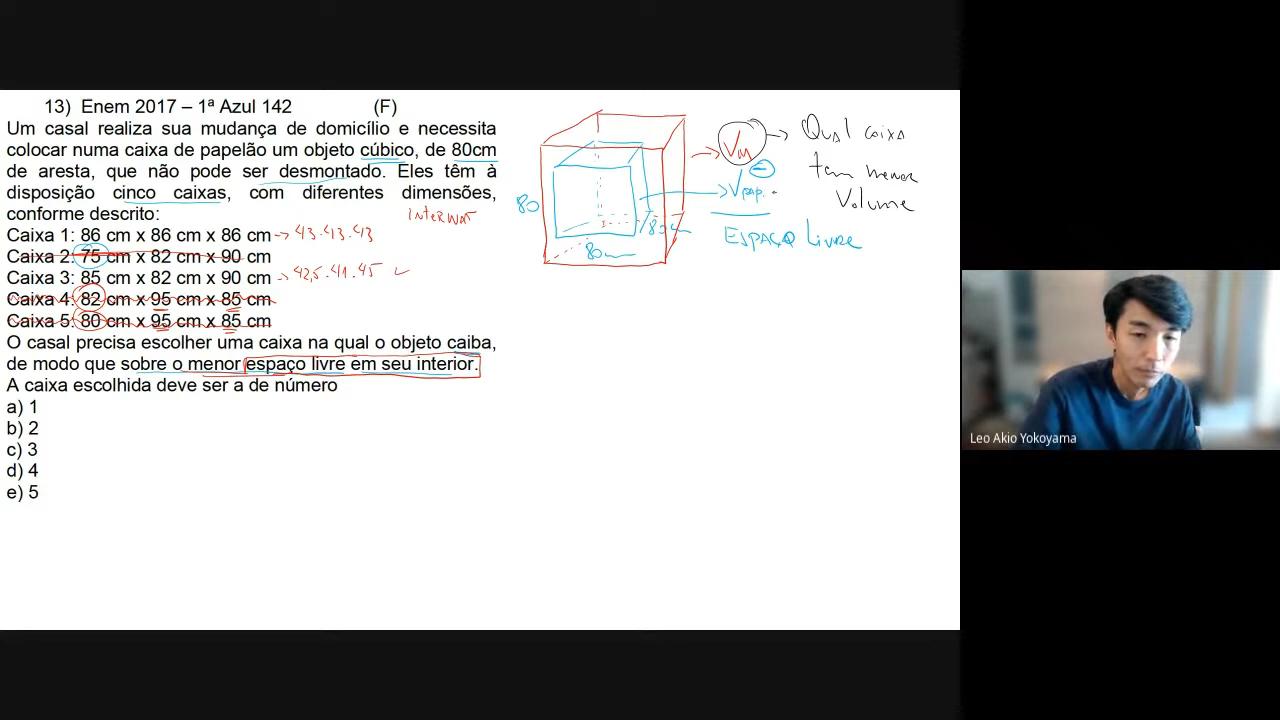 13) Enem 2017 – 1ª Azul 142 (F)
Um casal realiza sua mudança de domicílio e necessita
colocar numa caixa de papelão um objeto cúbico, de 80cm
de aresta, que não pode ser desmontado. Eles têm à
disposição cinco caixas, com diferentes dimensões,
conforme descrito:
INTERNAS
Caixa 1: 86 cm x 86 cm x 86 cm → 43.43.43
Caixa 2: 75 cm x 82 cm x 90 cm
Caixa 3: 85 cm x 82 cm x 90 cm → 42,5.41.45 ✓
Caixa 4: 82 cm x 95 cm x 85 cm
Caixa 5: 80 cm x 95 cm x 85 cm
O casal precisa escolher uma caixa na qual o objeto caiba,
de modo que sobre o menor espaço livre em seu interior.
A caixa escolhida deve ser a de número
a) 1
b) 2
c) 3
d) 4
e) 5
80
80cm
80cm
→ Qual caixa
tem menor
Volume
ESPAÇO LIVRE
Leo Akio Yokoyama